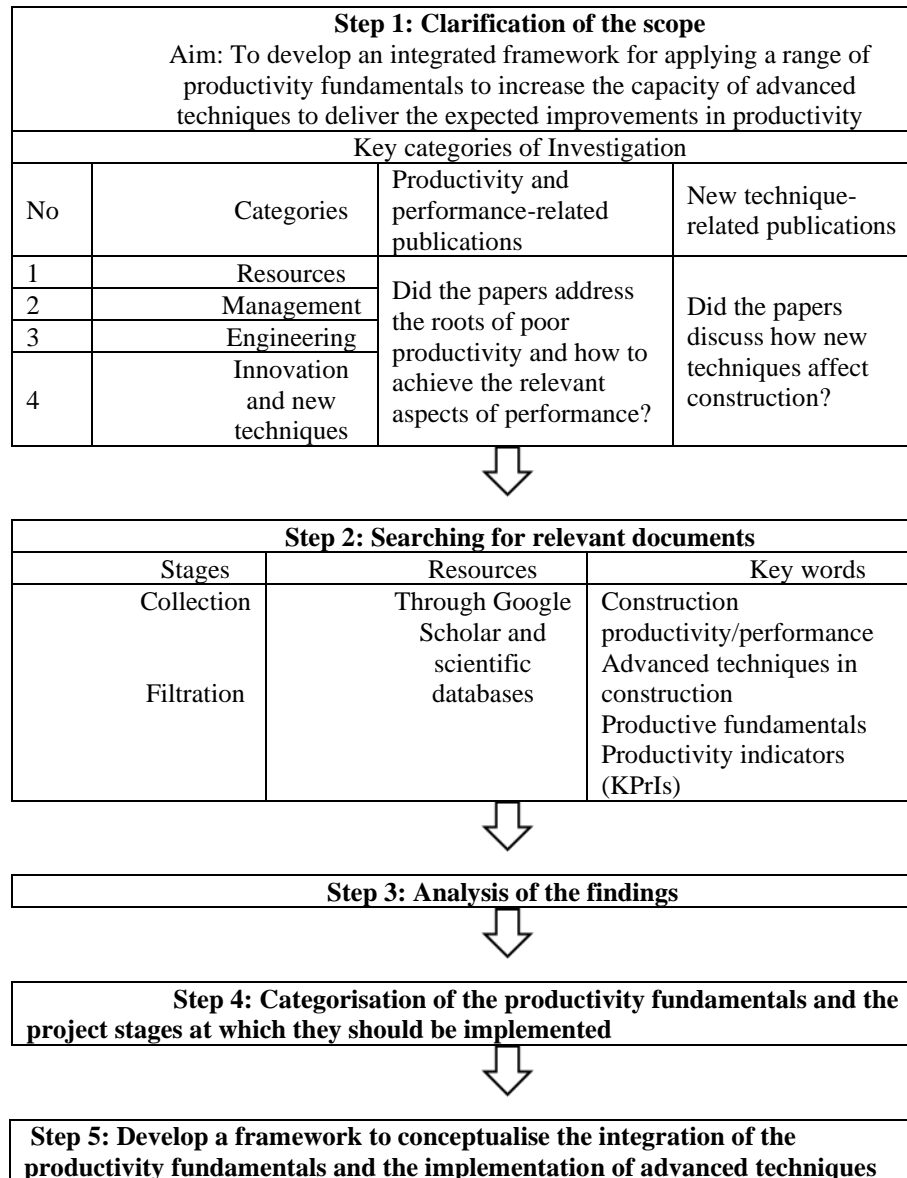 Step 1: Clarification of the scope
Aim: To develop an integrated framework for applying a range of
productivity fundamentals to increase the capacity of advanced
techniques to deliver the expected improvements in productivity
Key categories of Investigation
No
Categories
Productivity and
performance-related
publications
New technique-
related publications
1
Resources
2
Management
3
Engineering
4
Innovation
and new
techniques
Did the papers address
the roots of poor
productivity and how to
achieve the relevant
aspects of performance?
Did the papers
discuss how new
techniques affect
construction?
Step 2: Searching for relevant documents
Stages
Resources
Key words
Collection
Filtration
Through Google
Scholar and
scientific
databases
Construction
productivity/performance
Advanced techniques in
construction
Productive fundamentals
Productivity indicators
(KPrIs)
Step 3: Analysis of the findings
Step 4: Categorisation of the productivity fundamentals and the
project stages at which they should be implemented
Step 5: Develop a framework to conceptualise the integration of the
productivity fundamentals and the implementation of advanced techniques